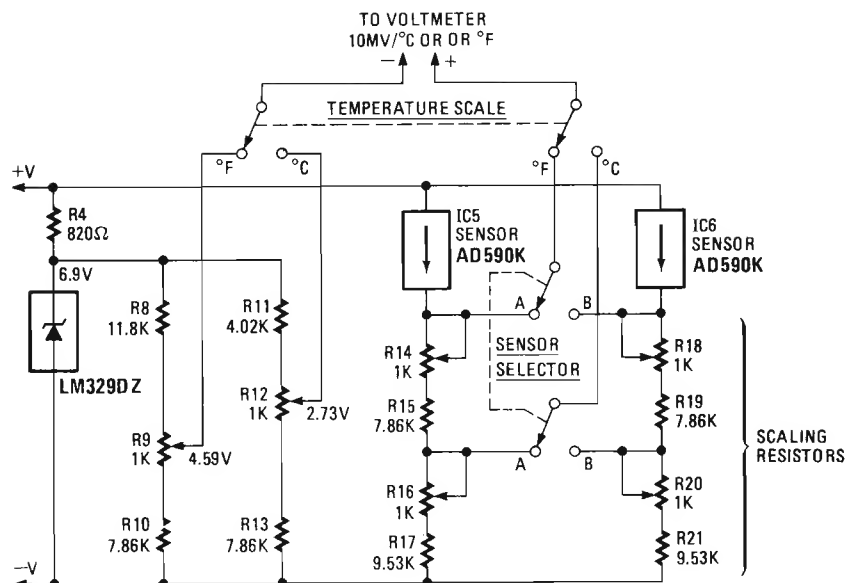 TO VOLTMETER
10MV/°C OR OR °F
− +
TEMPERATURE SCALE
°F °C
°F °C
+V
R4
820Ω
6.9V
LM329DZ
R8
11.8K
R9
1K
4.59V
R10
7.86K
R11
4.02K
R12
1K
2.73V
R13
7.86K
−V
IC5
SENSOR
AD590K
IC6
SENSOR
AD590K
A B
SENSOR
SELECTOR
A B
R14
1K
R15
7.86K
R16
1K
R17
9.53K
R18
1K
R19
7.86K
R20
1K
R21
9.53K
SCALING
RESISTORS